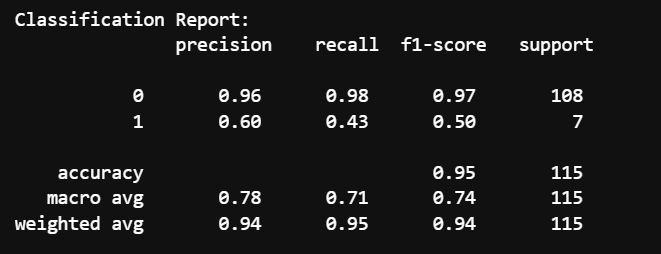 Classification Report:
precision recall f1-score support
0 0.96 0.98 0.97 108
1 0.60 0.43 0.50 7
accuracy 0.95 115
macro avg 0.78 0.71 0.74 115
weighted avg 0.94 0.95 0.94 115